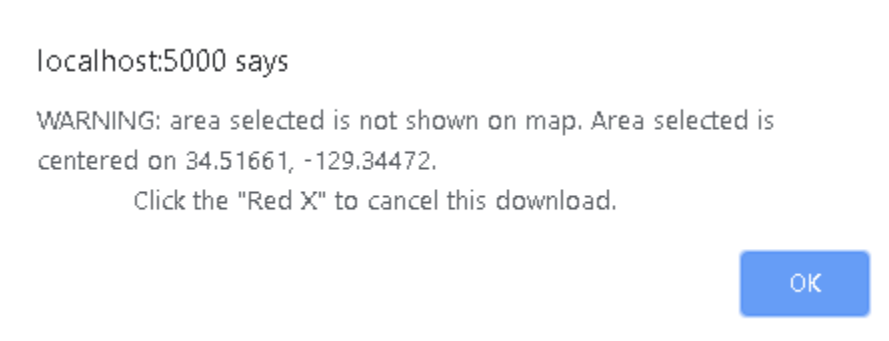 localhost:5000 says
WARNING: area selected is not shown on map. Area selected is
centered on 34.51661, -129.34472.
Click the "Red X" to cancel this download.
OK